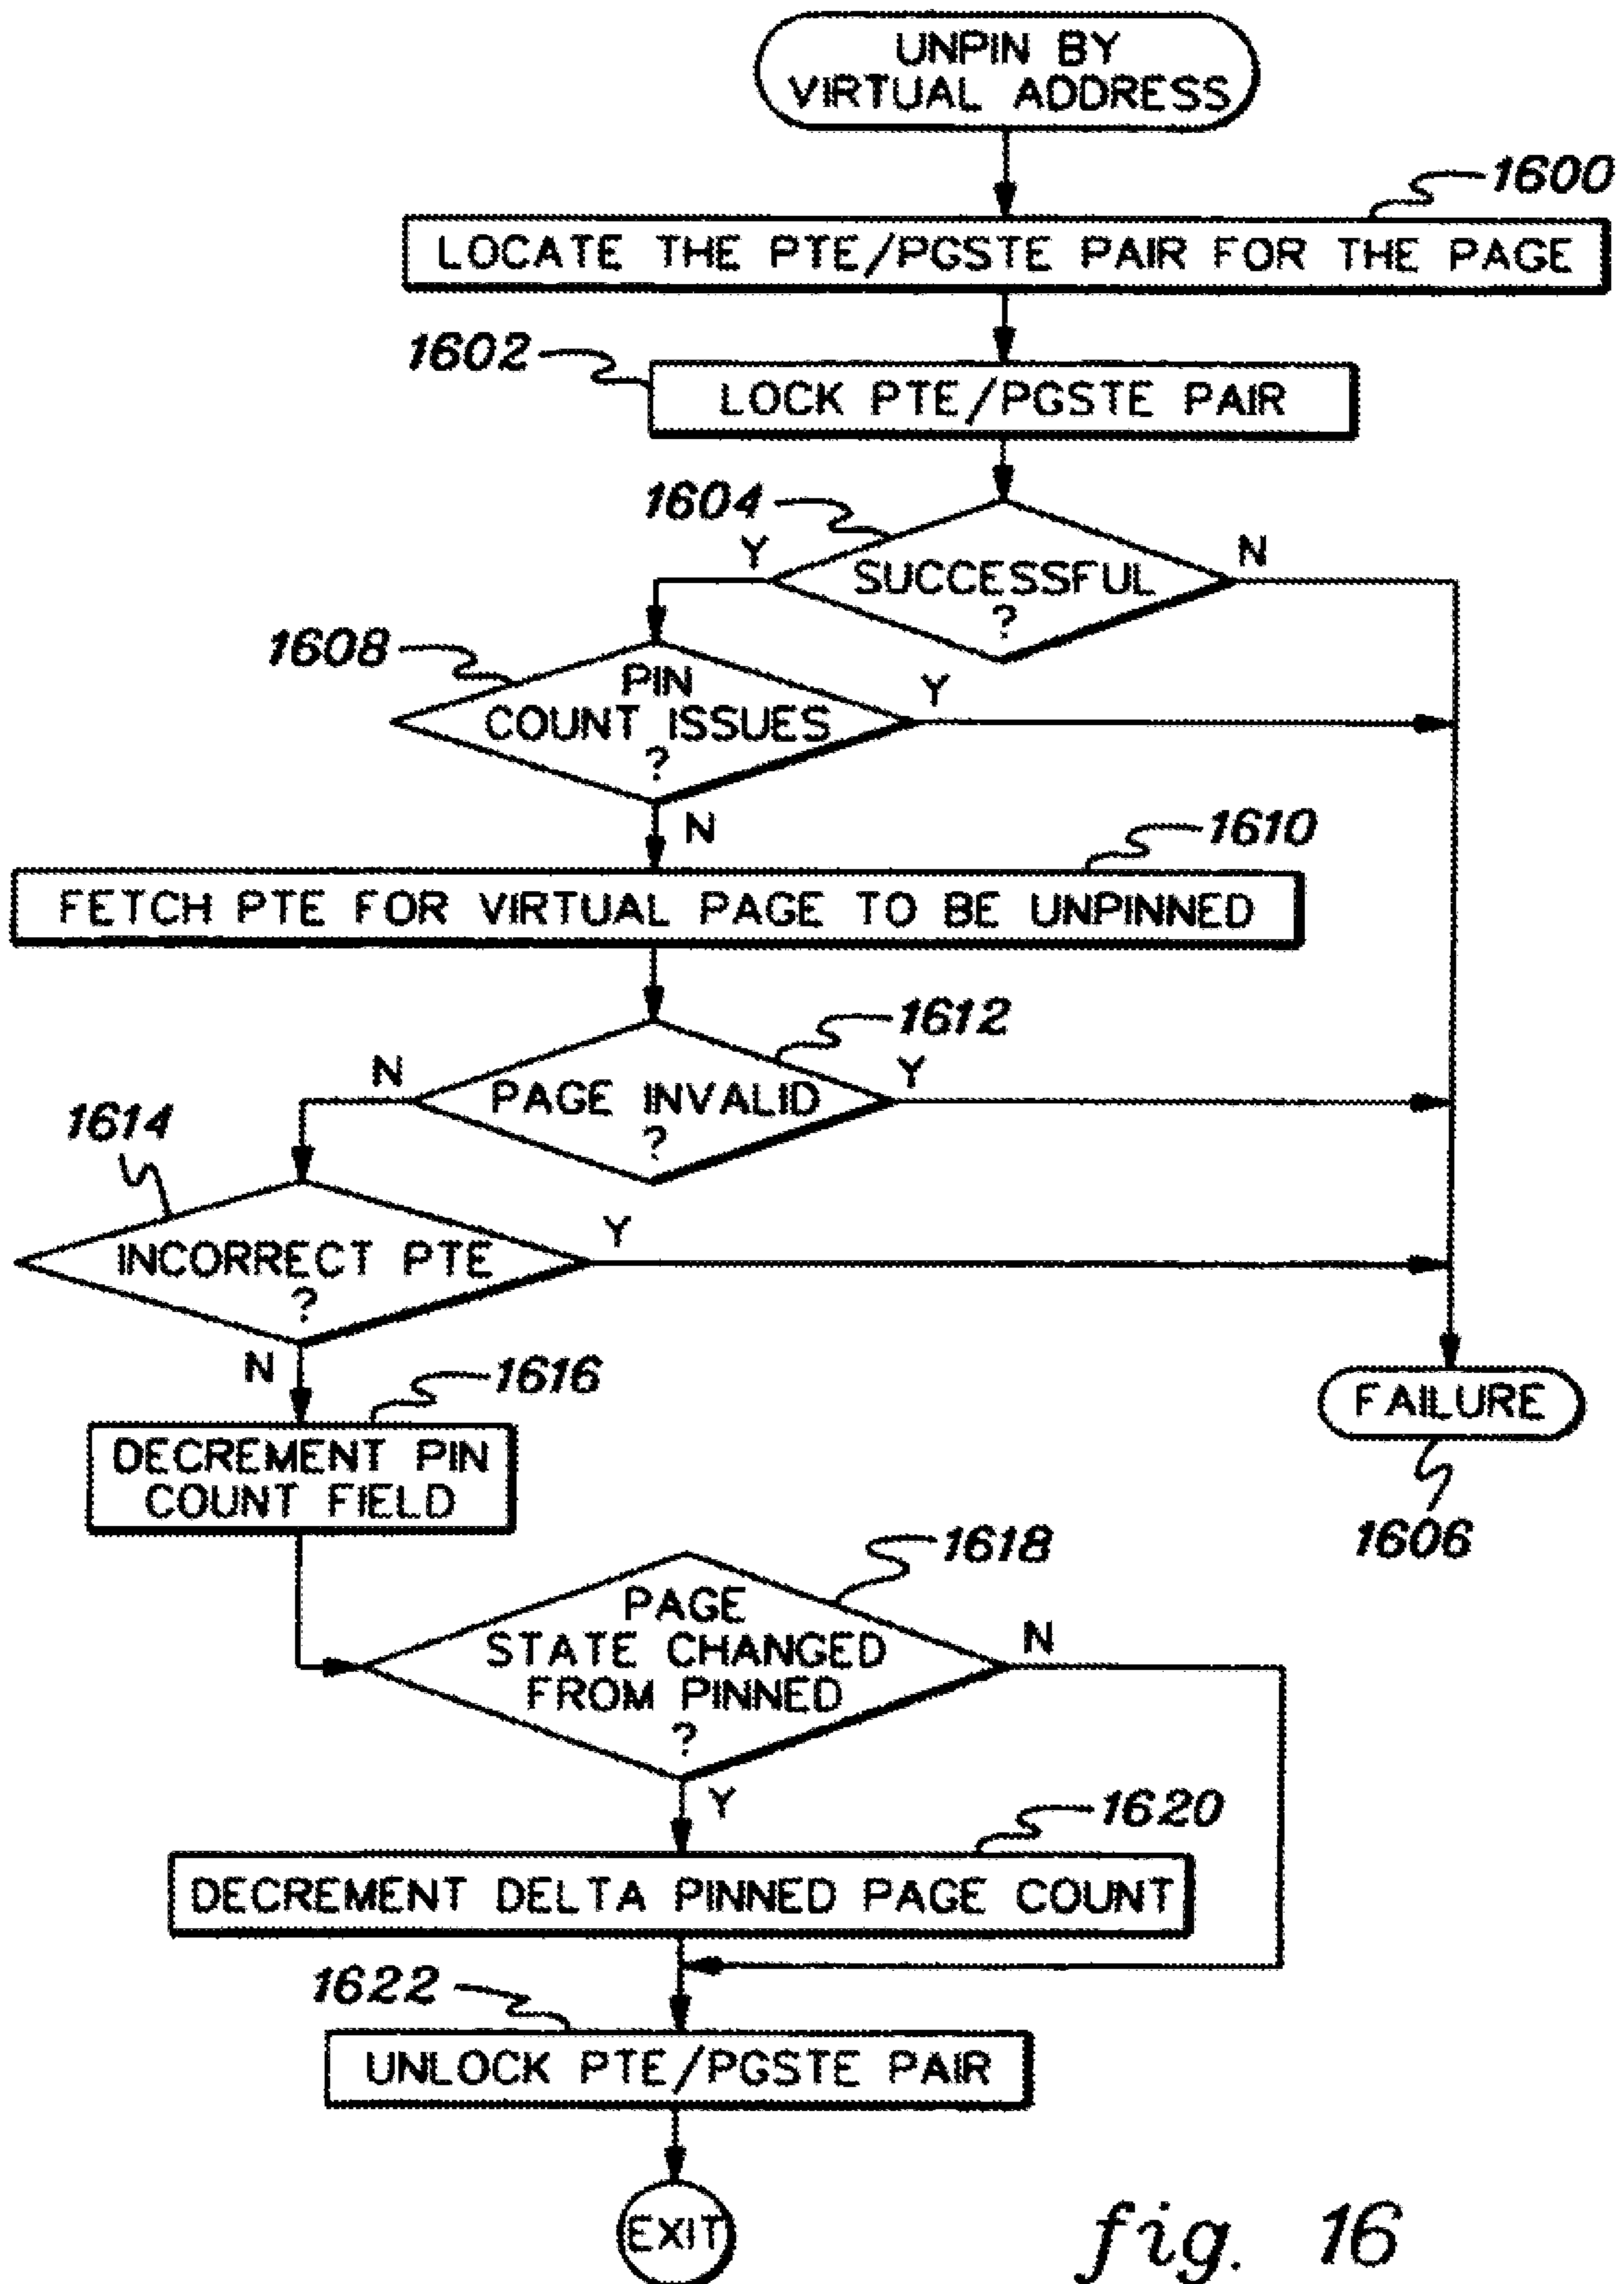 UNPIN BY
VIRTUAL ADDRESS
1600
LOCATE THE PTE/PGSTE PAIR FOR THE PAGE
1602
LOCK PTE/PGSTE PAIR
1604
Y
N
SUCCESSFUL
?
1608
PIN
COUNT ISSUES
?
Y
N
1610
FETCH PTE FOR VIRTUAL PAGE TO BE UNPINNED
1612
N
Y
PAGE INVALID
?
1614
INCORRECT PTE
?
Y
N
1616
DECREMENT PIN
COUNT FIELD
FAILURE
1606
1618
PAGE
STATE CHANGED
FROM PINNED
?
N
Y
1620
DECREMENT DELTA PINNED PAGE COUNT
1622
UNLOCK PTE/PGSTE PAIR
EXIT
fig. 16